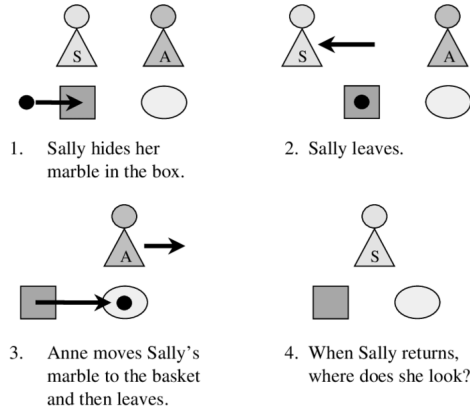 S
A
S
A
1. Sally hides her
marble in the box.
2. Sally leaves.
A
S
3. Anne moves Sally's
marble to the basket
and then leaves.
4. When Sally returns,
where does she look?